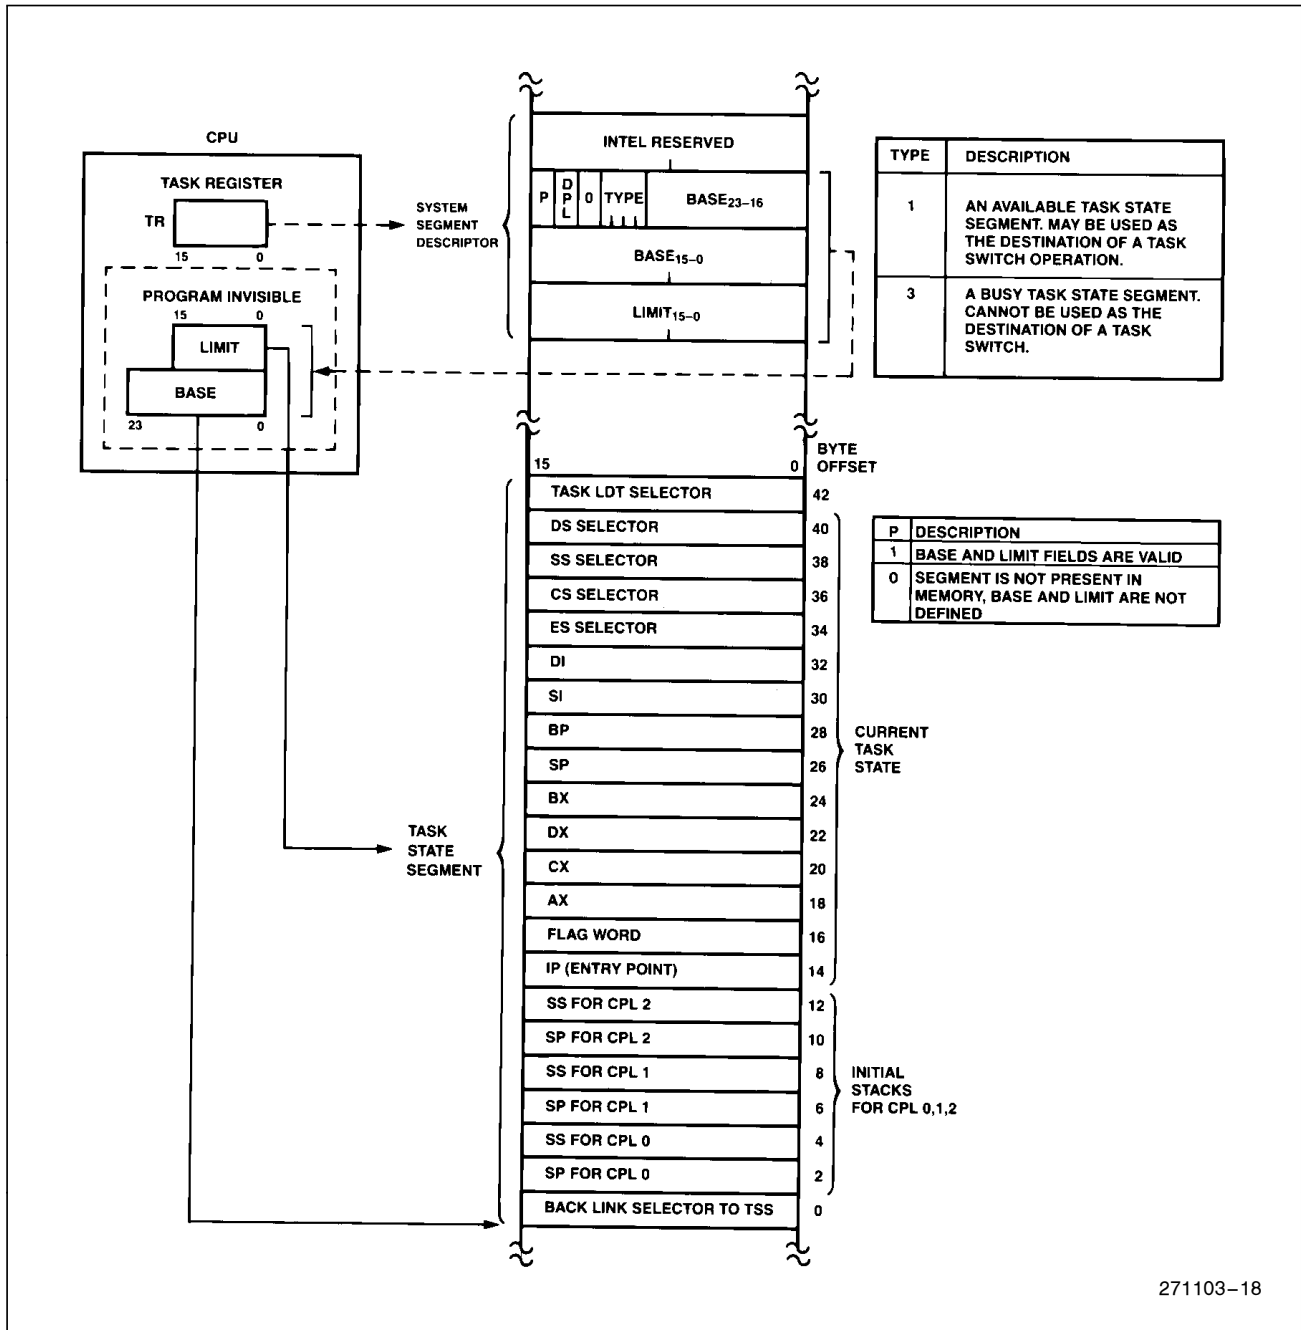 CPU
TASK REGISTER
TR
15 0
PROGRAM INVISIBLE
15 0
LIMIT
BASE
23 0
SYSTEM
SEGMENT
DESCRIPTOR
INTEL RESERVED
P DPL 0 TYPE BASE23–16
BASE15–0
LIMIT15–0
TYPE DESCRIPTION
1 AN AVAILABLE TASK STATE
SEGMENT. MAY BE USED AS
THE DESTINATION OF A TASK
SWITCH OPERATION.
3 A BUSY TASK STATE SEGMENT.
CANNOT BE USED AS THE
DESTINATION OF A TASK
SWITCH.
15 0 BYTE
OFFSET
TASK LDT SELECTOR 42
DS SELECTOR 40
SS SELECTOR 38
CS SELECTOR 36
ES SELECTOR 34
DI 32
SI 30
BP 28
SP 26
BX 24
DX 22
CX 20
AX 18
FLAG WORD 16
IP (ENTRY POINT) 14
SS FOR CPL 2 12
SP FOR CPL 2 10
SS FOR CPL 1 8
SP FOR CPL 1 6
SS FOR CPL 0 4
SP FOR CPL 0 2
BACK LINK SELECTOR TO TSS 0
P DESCRIPTION
1 BASE AND LIMIT FIELDS ARE VALID
0 SEGMENT IS NOT PRESENT IN
MEMORY, BASE AND LIMIT ARE NOT
DEFINED
CURRENT
TASK
STATE
TASK
STATE
SEGMENT
INITIAL
STACKS
FOR CPL 0,1,2
271103–18